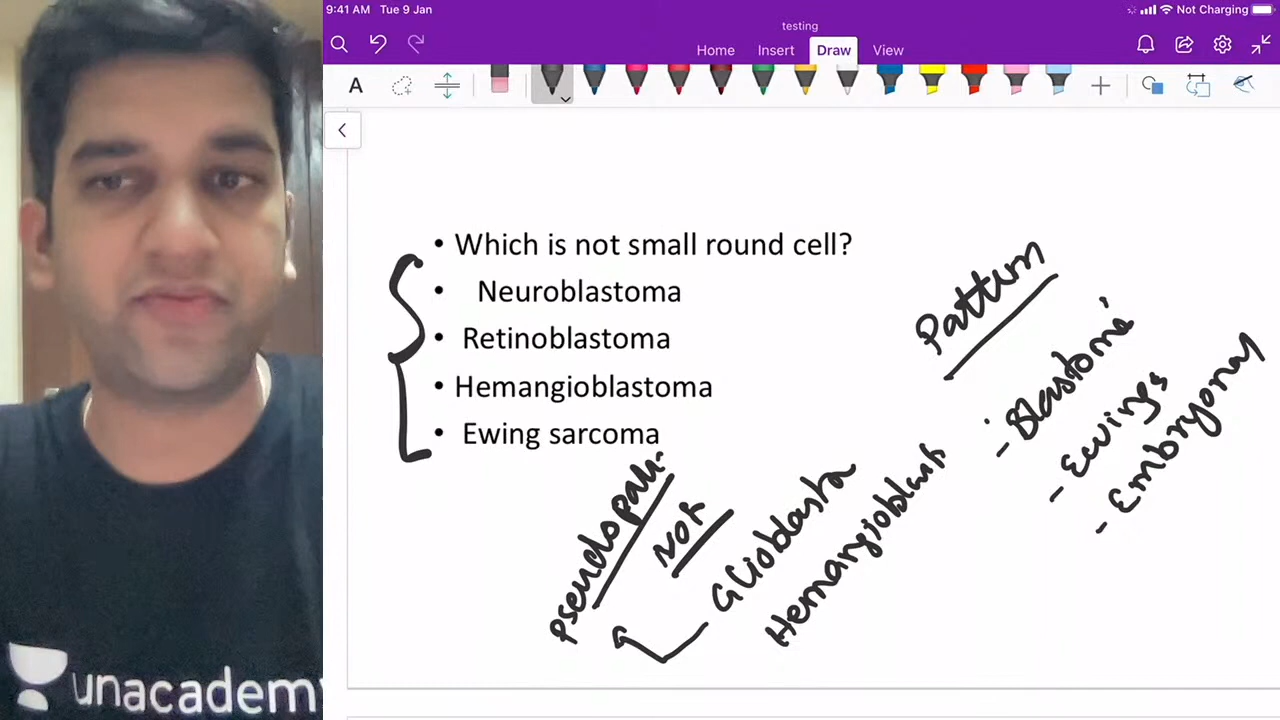 9:41 AM Tue 9 Jan
Not Charging
testing
Home Insert Draw View
A
• Which is not small round cell?
• Neuroblastoma
• Retinoblastoma
• Hemangioblastoma
• Ewing sarcoma
Pattern
- Blastoma
- Ewings
- Embryonal
Pseudopali
Not
Glioblasto
Hemangioblast
unacademy